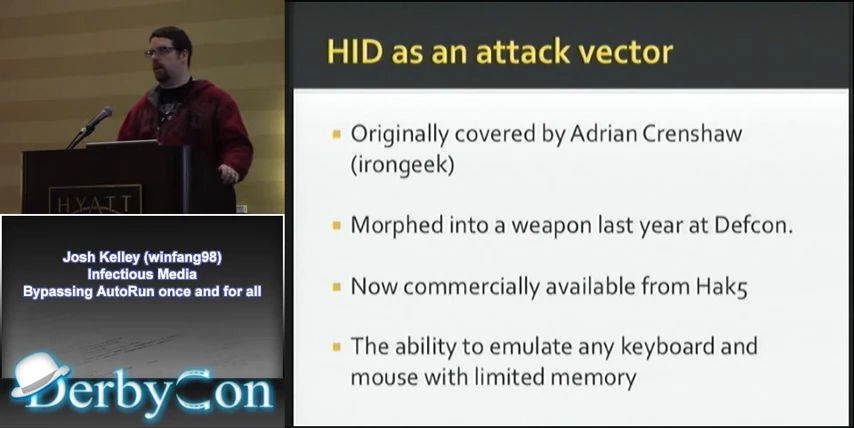 HYATT
Josh Kelley (winfang98)
Infectious Media
Bypassing AutoRun once and for all
DerbyCon
HID as an attack vector
Originally covered by Adrian Crenshaw
(irongeek)
Morphed into a weapon last year at Defcon.
Now commercially available from Hak5
The ability to emulate any keyboard and
mouse with limited memory